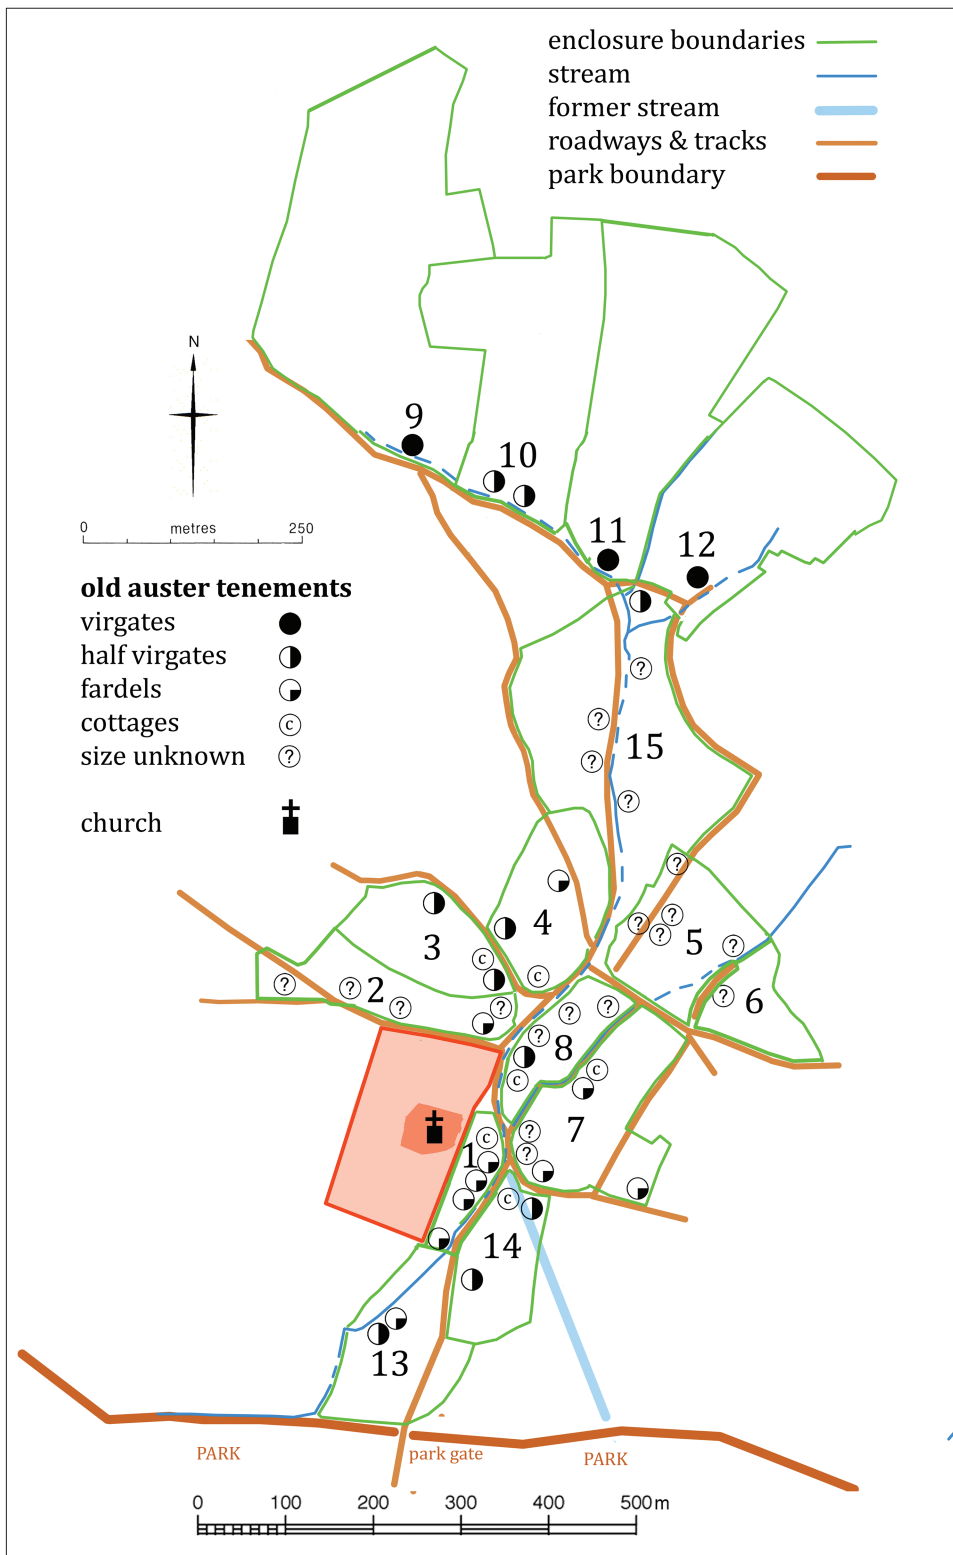 enclosure boundaries
stream
former stream
roadways & tracks
park boundary
N
0 metres 250
old auster tenements
virgates
half virgates
fardels
cottages c
size unknown ?
church
9
10
11
12
?
?
15
?
?
?
4
3
c
c
?
?
?
5
?
?
6
?
2
?
?
?
?
?
?
8
c
c
7
?
?
c
1
c
14
13
PARK
park gate
PARK
0 100 200 300 400 500 m